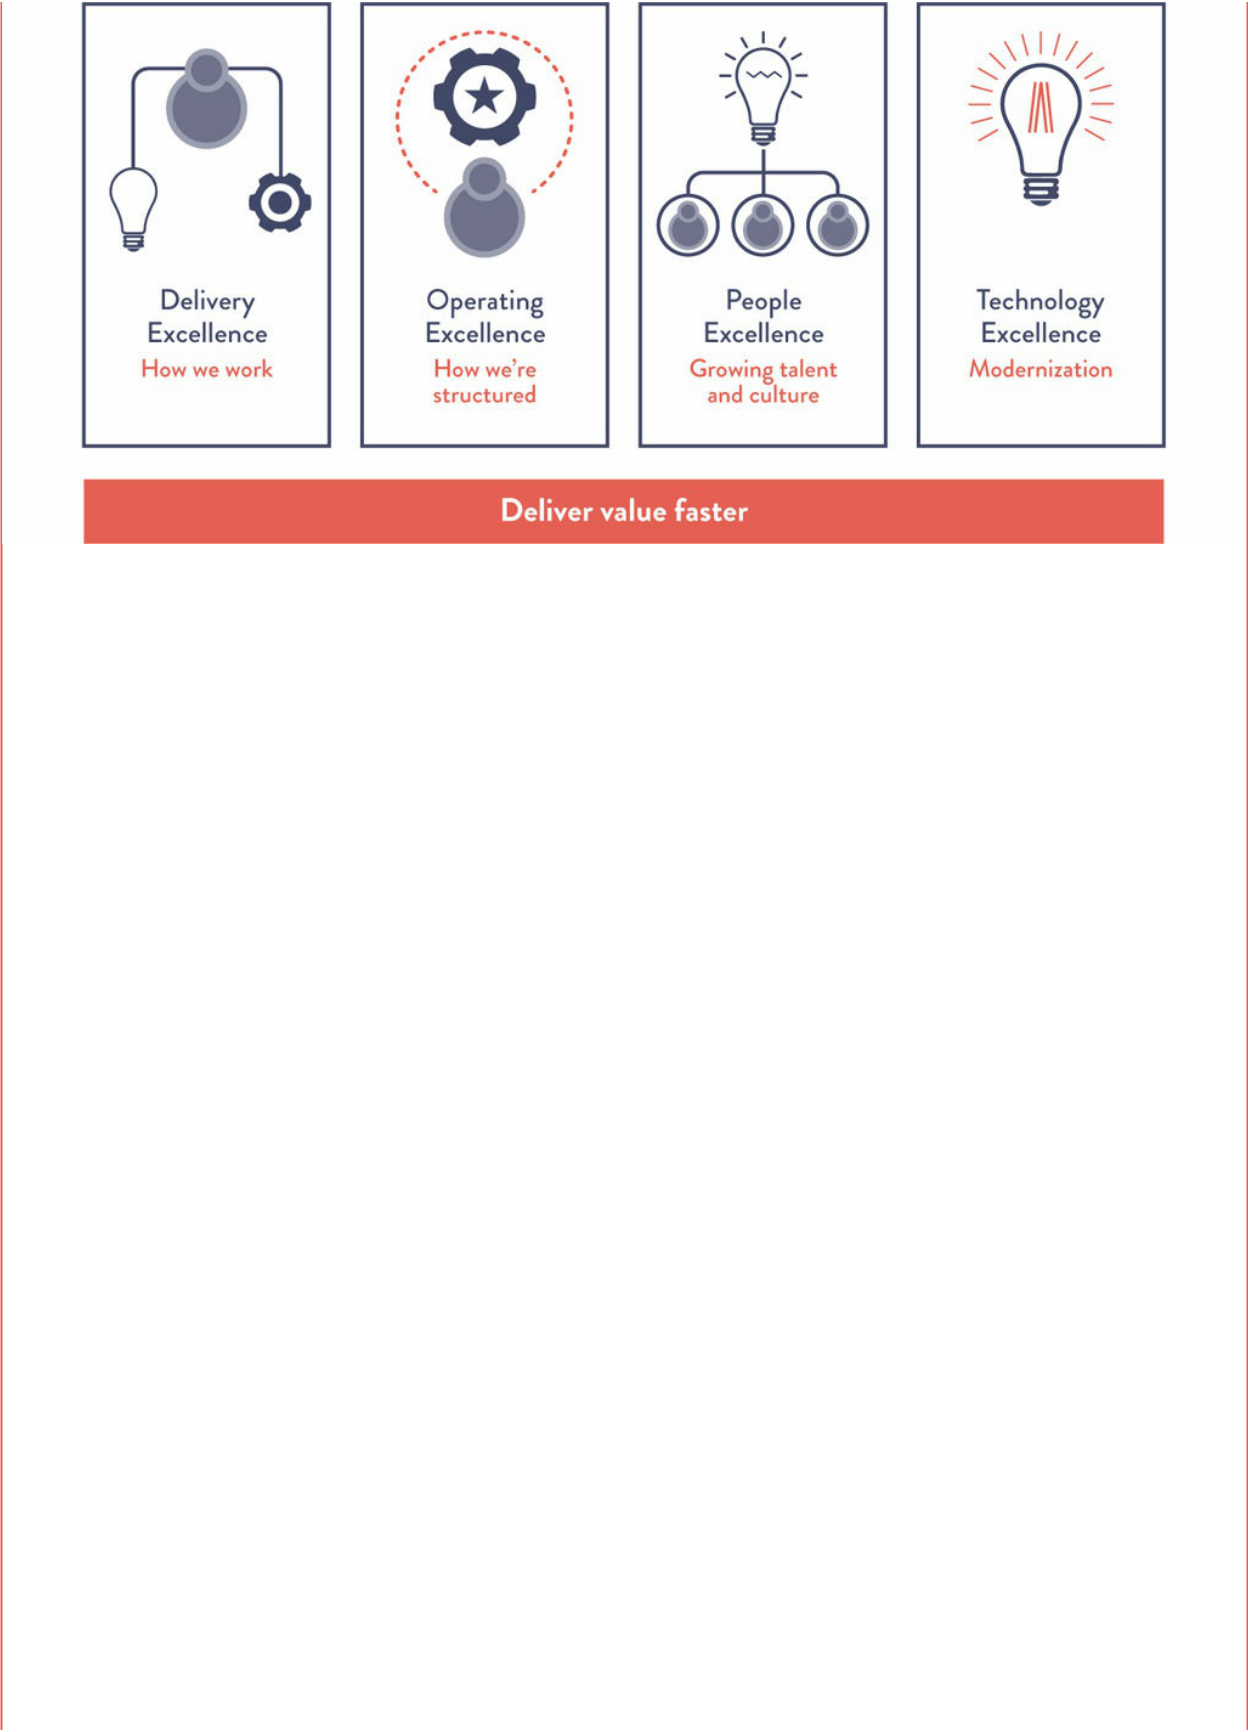 Delivery
Excellence
How we work
Operating
Excellence
How we're
structured
People
Excellence
Growing talent
and culture
Technology
Excellence
Modernization
Deliver value faster